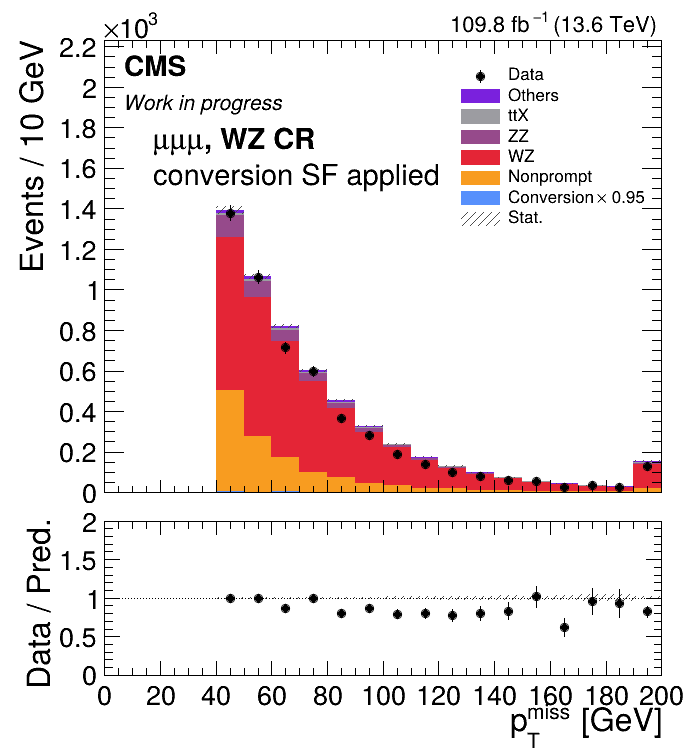 ×10³
109.8 fb⁻¹ (13.6 TeV)
Events / 10 GeV
2.2
2
1.8
1.6
1.4
1.2
1
0.8
0.6
0.4
0.2
0
CMS
Work in progress
μμμ, WZ CR
conversion SF applied
Data
Others
ttX
ZZ
WZ
Nonprompt
Conversion × 0.95
Stat.
Data / Pred.
2
1.5
1
0.5
0
0 20 40 60 80 100 120 140 160 180 200
p_T^miss [GeV]